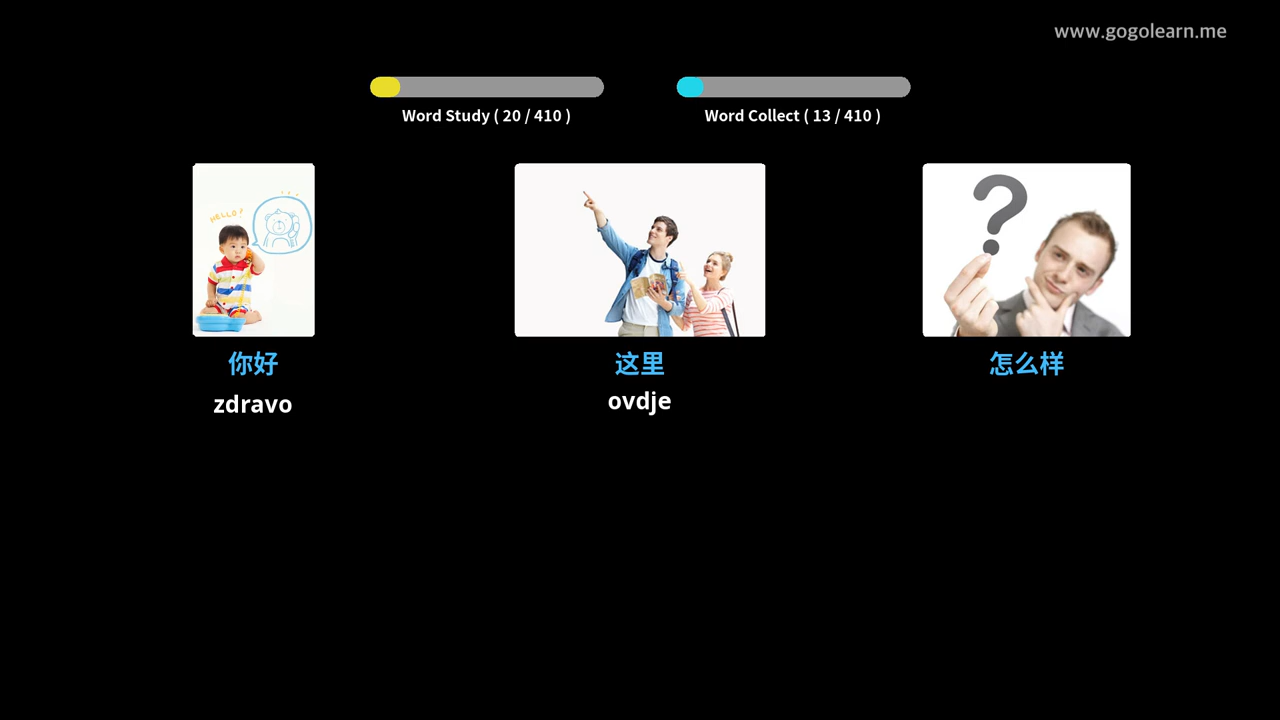 www.gogolearn.me
Word Study ( 20 / 410 )
Word Collect ( 13 / 410 )
HELLO?
你好
这里
怎么样
zdravo
ovdje